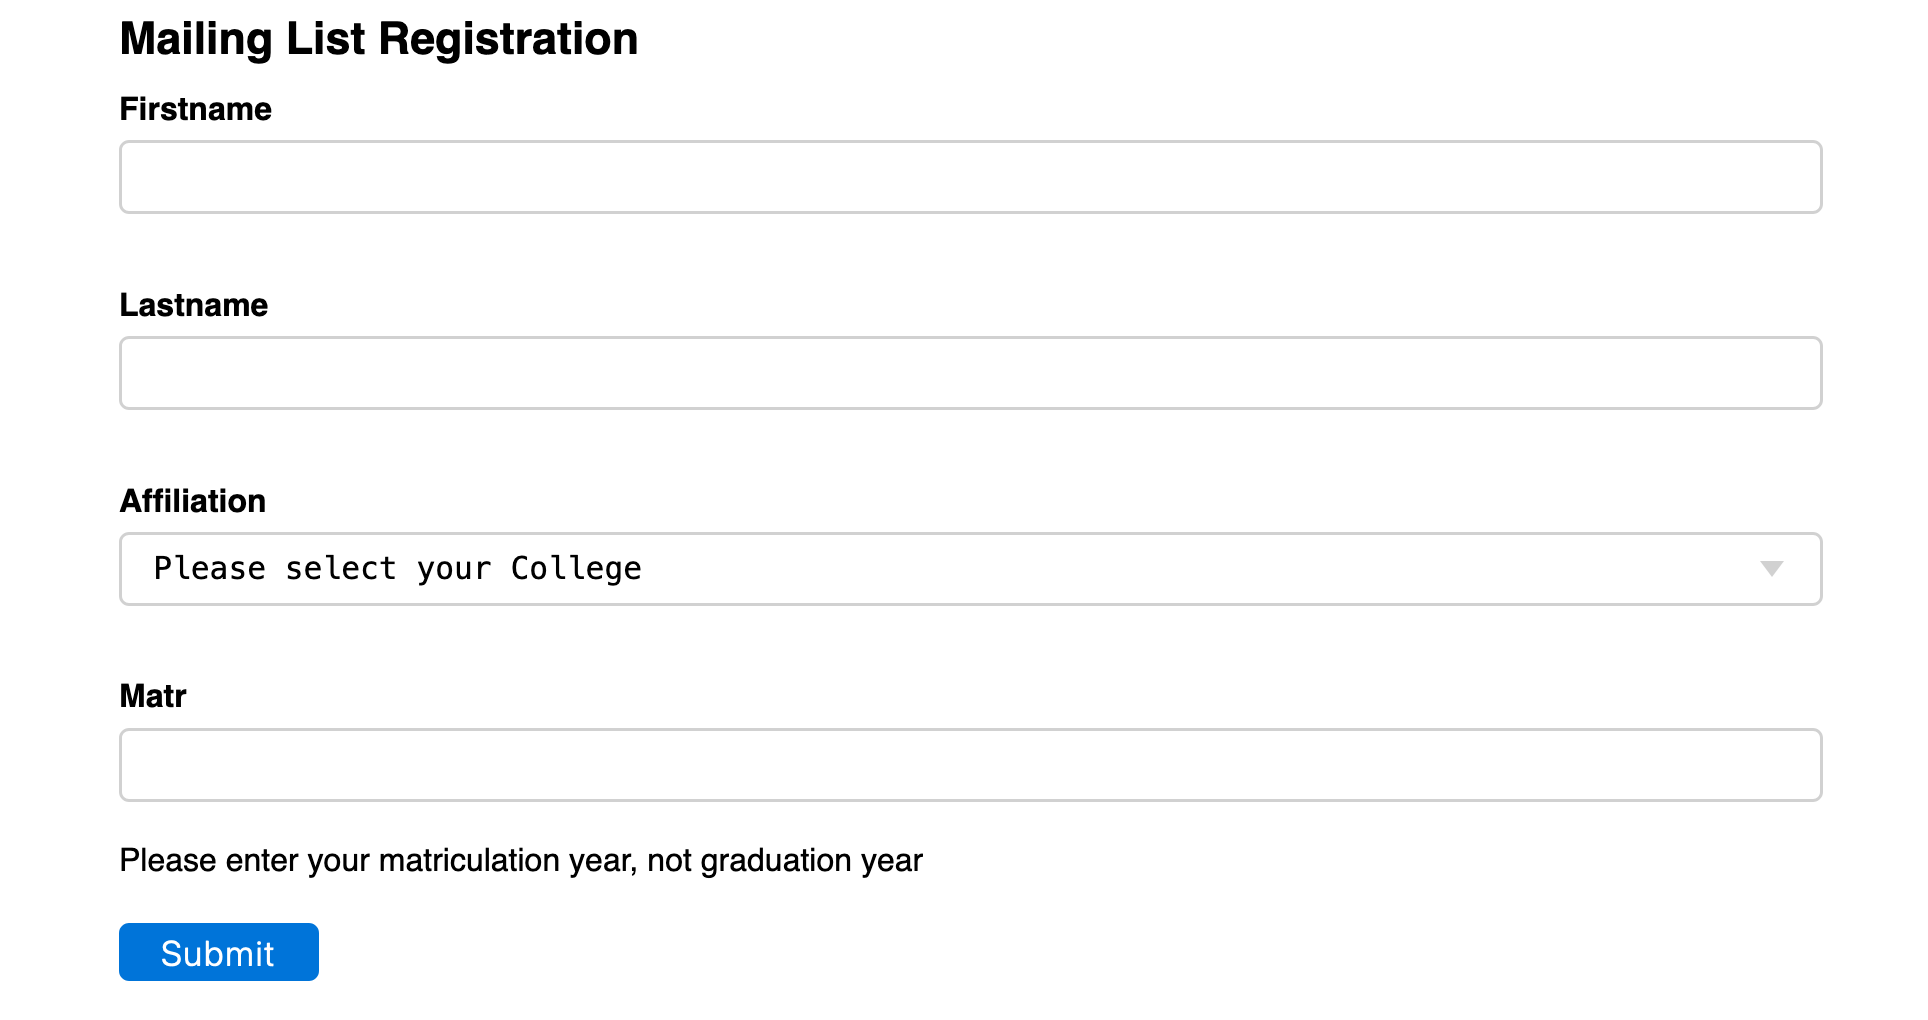 Mailing List Registration
Firstname
Lastname
Affiliation
Please select your College
Matr
Please enter your matriculation year, not graduation year
Submit